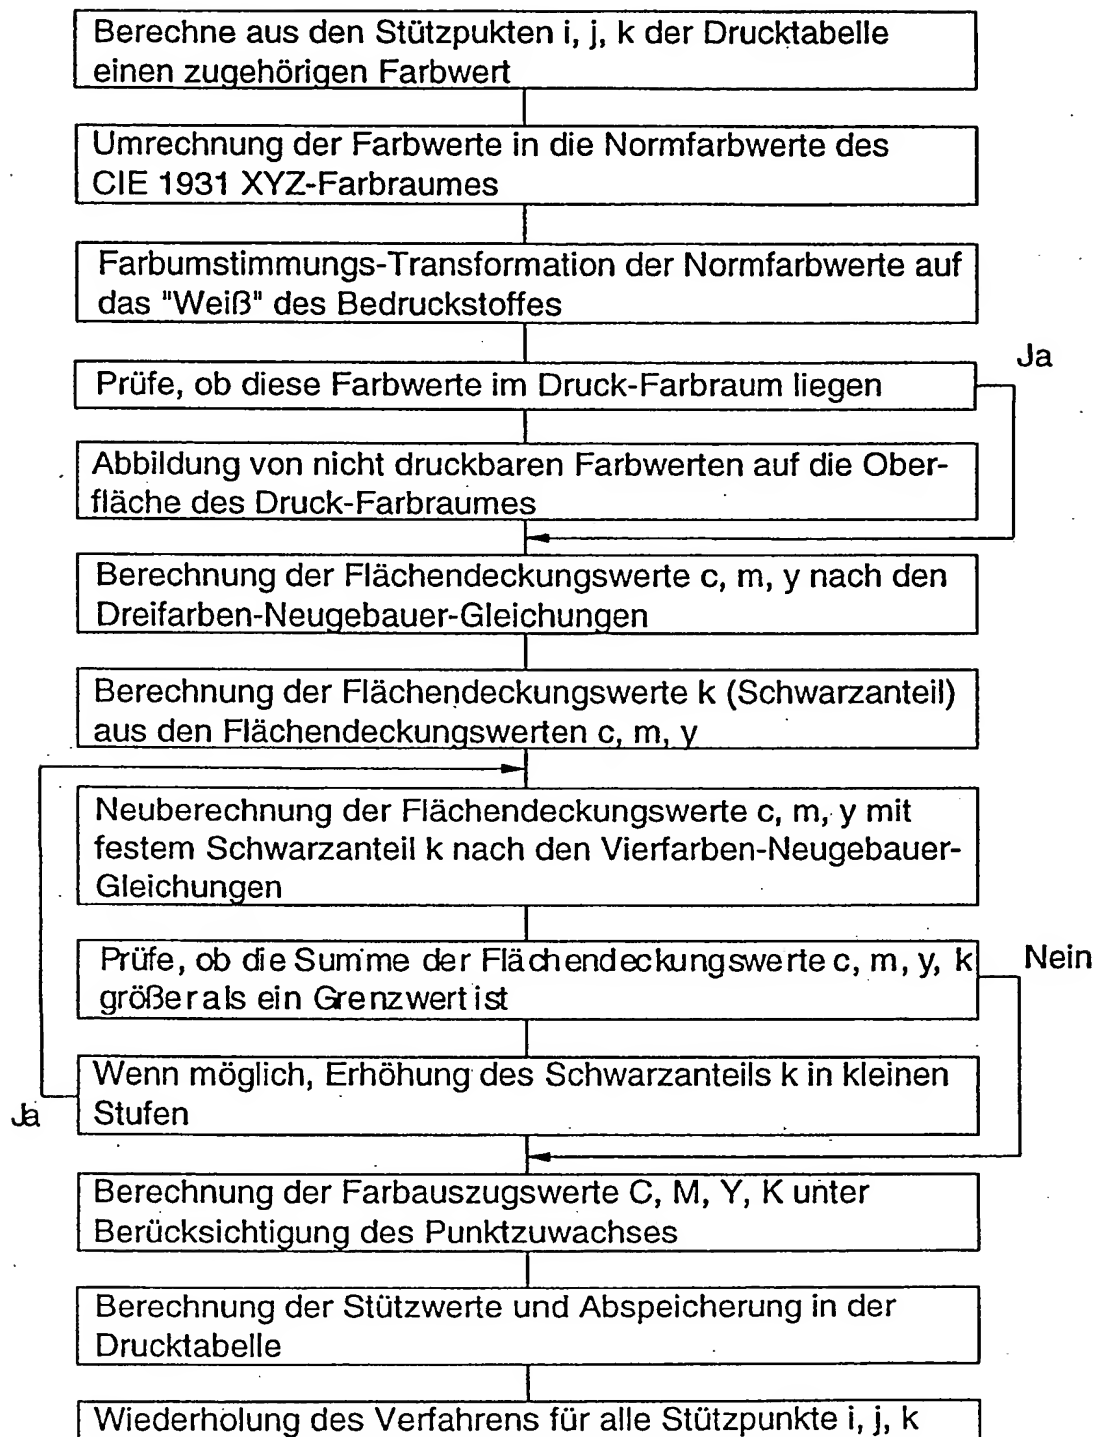 Berechne aus den Stützpukten i, j, k der Drucktabelle
einen zugehörigen Farbwert
Umrechnung der Farbwerte in die Normfarbwerte des
CIE 1931 XYZ-Farbraumes
Farbumstimmungs-Transformation der Normfarbwerte auf
das "Weiß" des Bedruckstoffes
Ja
Prüfe, ob diese Farbwerte im Druck-Farbraum liegen
Abbildung von nicht druckbaren Farbwerten auf die Ober-
fläche des Druck-Farbraumes
Berechnung der Flächendeckungswerte c, m, y nach den
Dreifarben-Neugebauer-Gleichungen
Berechnung der Flächendeckungswerte k (Schwarzanteil)
aus den Flächendeckungswerten c, m, y
Neuberechnung der Flächendeckungswerte c, m, y mit
festem Schwarzanteil k nach den Vierfarben-Neugebauer-
Gleichungen
Prüfe, ob die Summe der Flächendeckungswerte c, m, y, k
größer als ein Grenzwert ist
Nein
Wenn möglich, Erhöhung des Schwarzanteils k in kleinen
Stufen
Ja
Berechnung der Farbauszugswerte C, M, Y, K unter
Berücksichtigung des Punktzuwachses
Berechnung der Stützwerte und Abspeicherung in der
Drucktabelle
Wiederholung des Verfahrens für alle Stützpunkte i, j, k